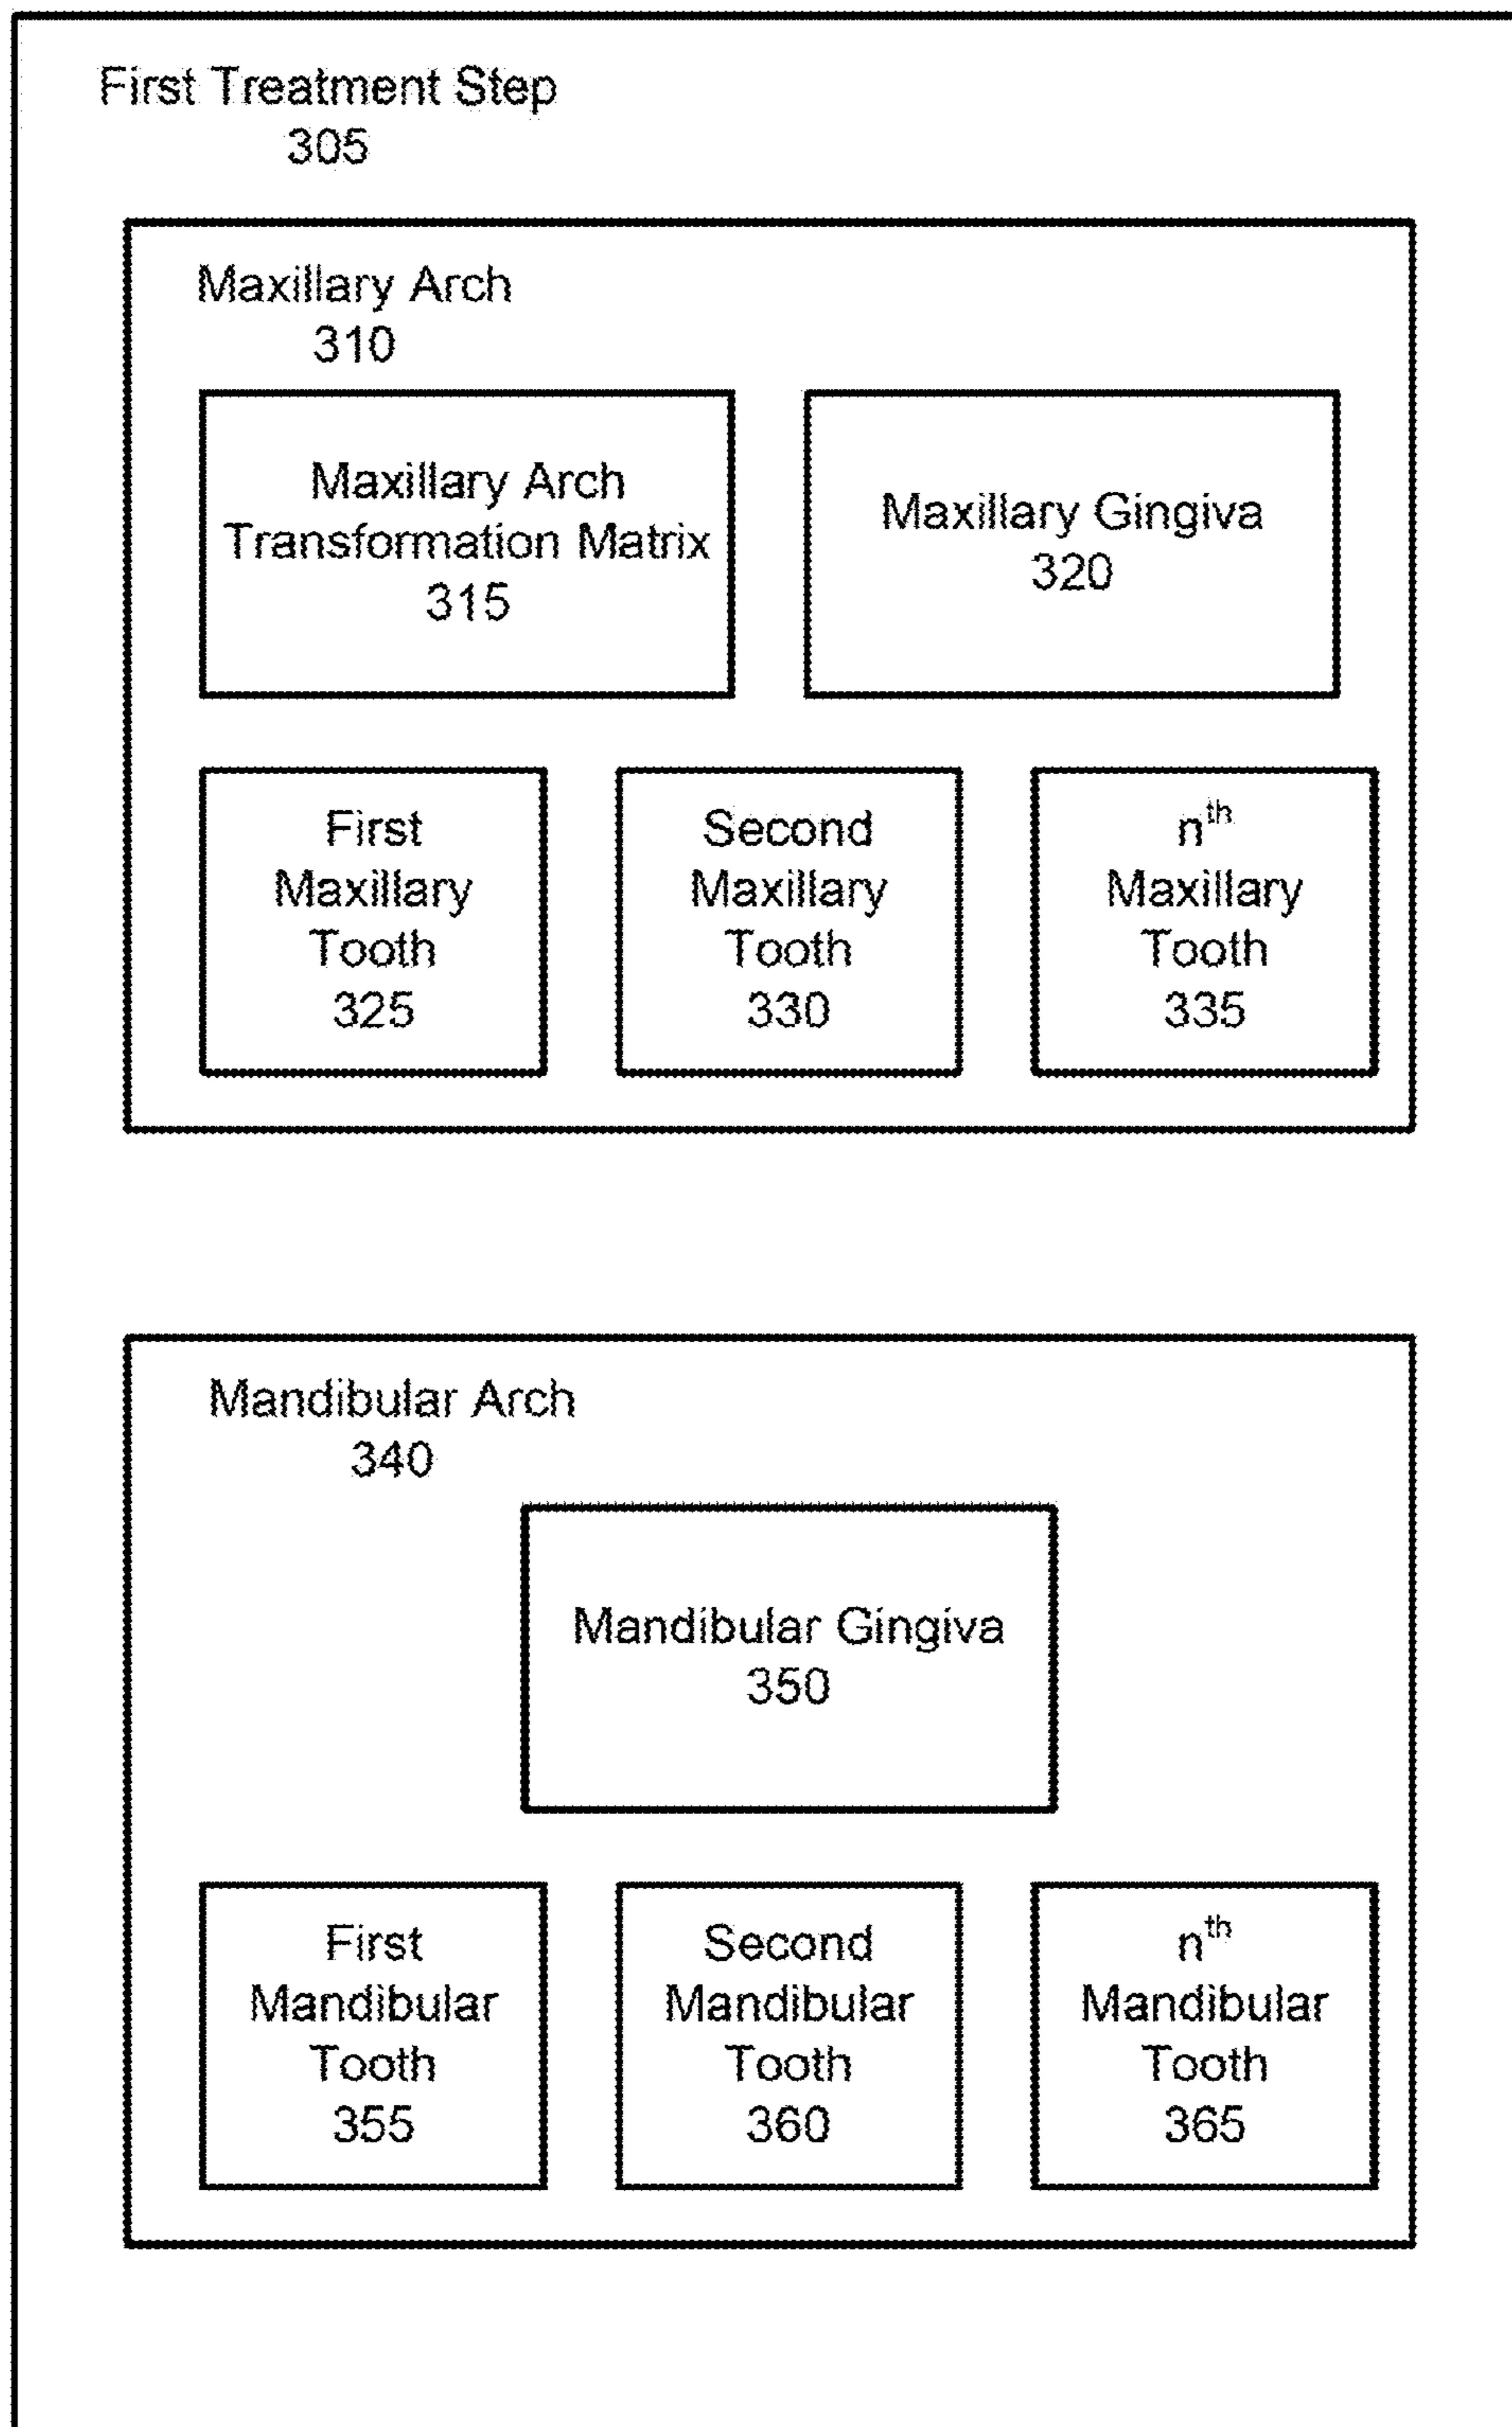 First Treatment Step
305
Maxillary Arch
310
Maxillary Arch
Transformation Matrix
315
Maxillary Gingiva
320
First
Maxillary
Tooth
325
Second
Maxillary
Tooth
330
nth
Maxillary
Tooth
335
Mandibular Arch
340
Mandibular Gingiva
350
First
Mandibular
Tooth
355
Second
Mandibular
Tooth
360
nth
Mandibular
Tooth
365